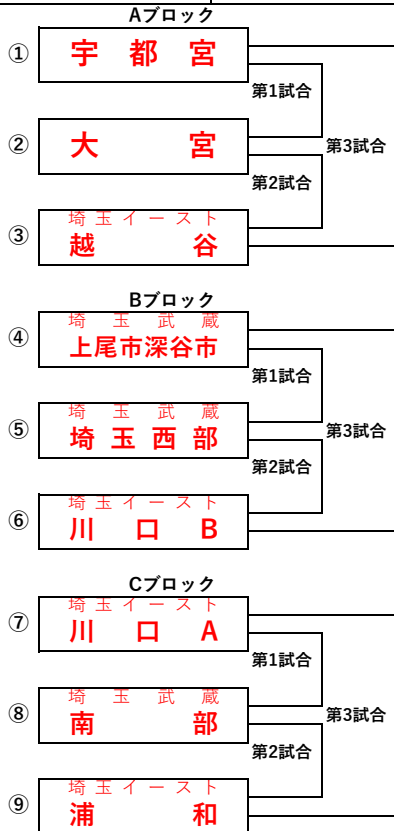 Aブロック
① 宇都宮
第1試合
② 大宮
第3試合
第2試合
埼玉イースト
③ 越谷
Bブロック
埼玉武蔵
④ 上尾市深谷市
第1試合
埼玉武蔵
⑤ 埼玉西部
第3試合
第2試合
埼玉イースト
⑥ 川口B
Cブロック
埼玉イースト
⑦ 川口A
第1試合
埼玉武蔵
⑧ 南部
第3試合
第2試合
埼玉イースト
⑨ 浦和